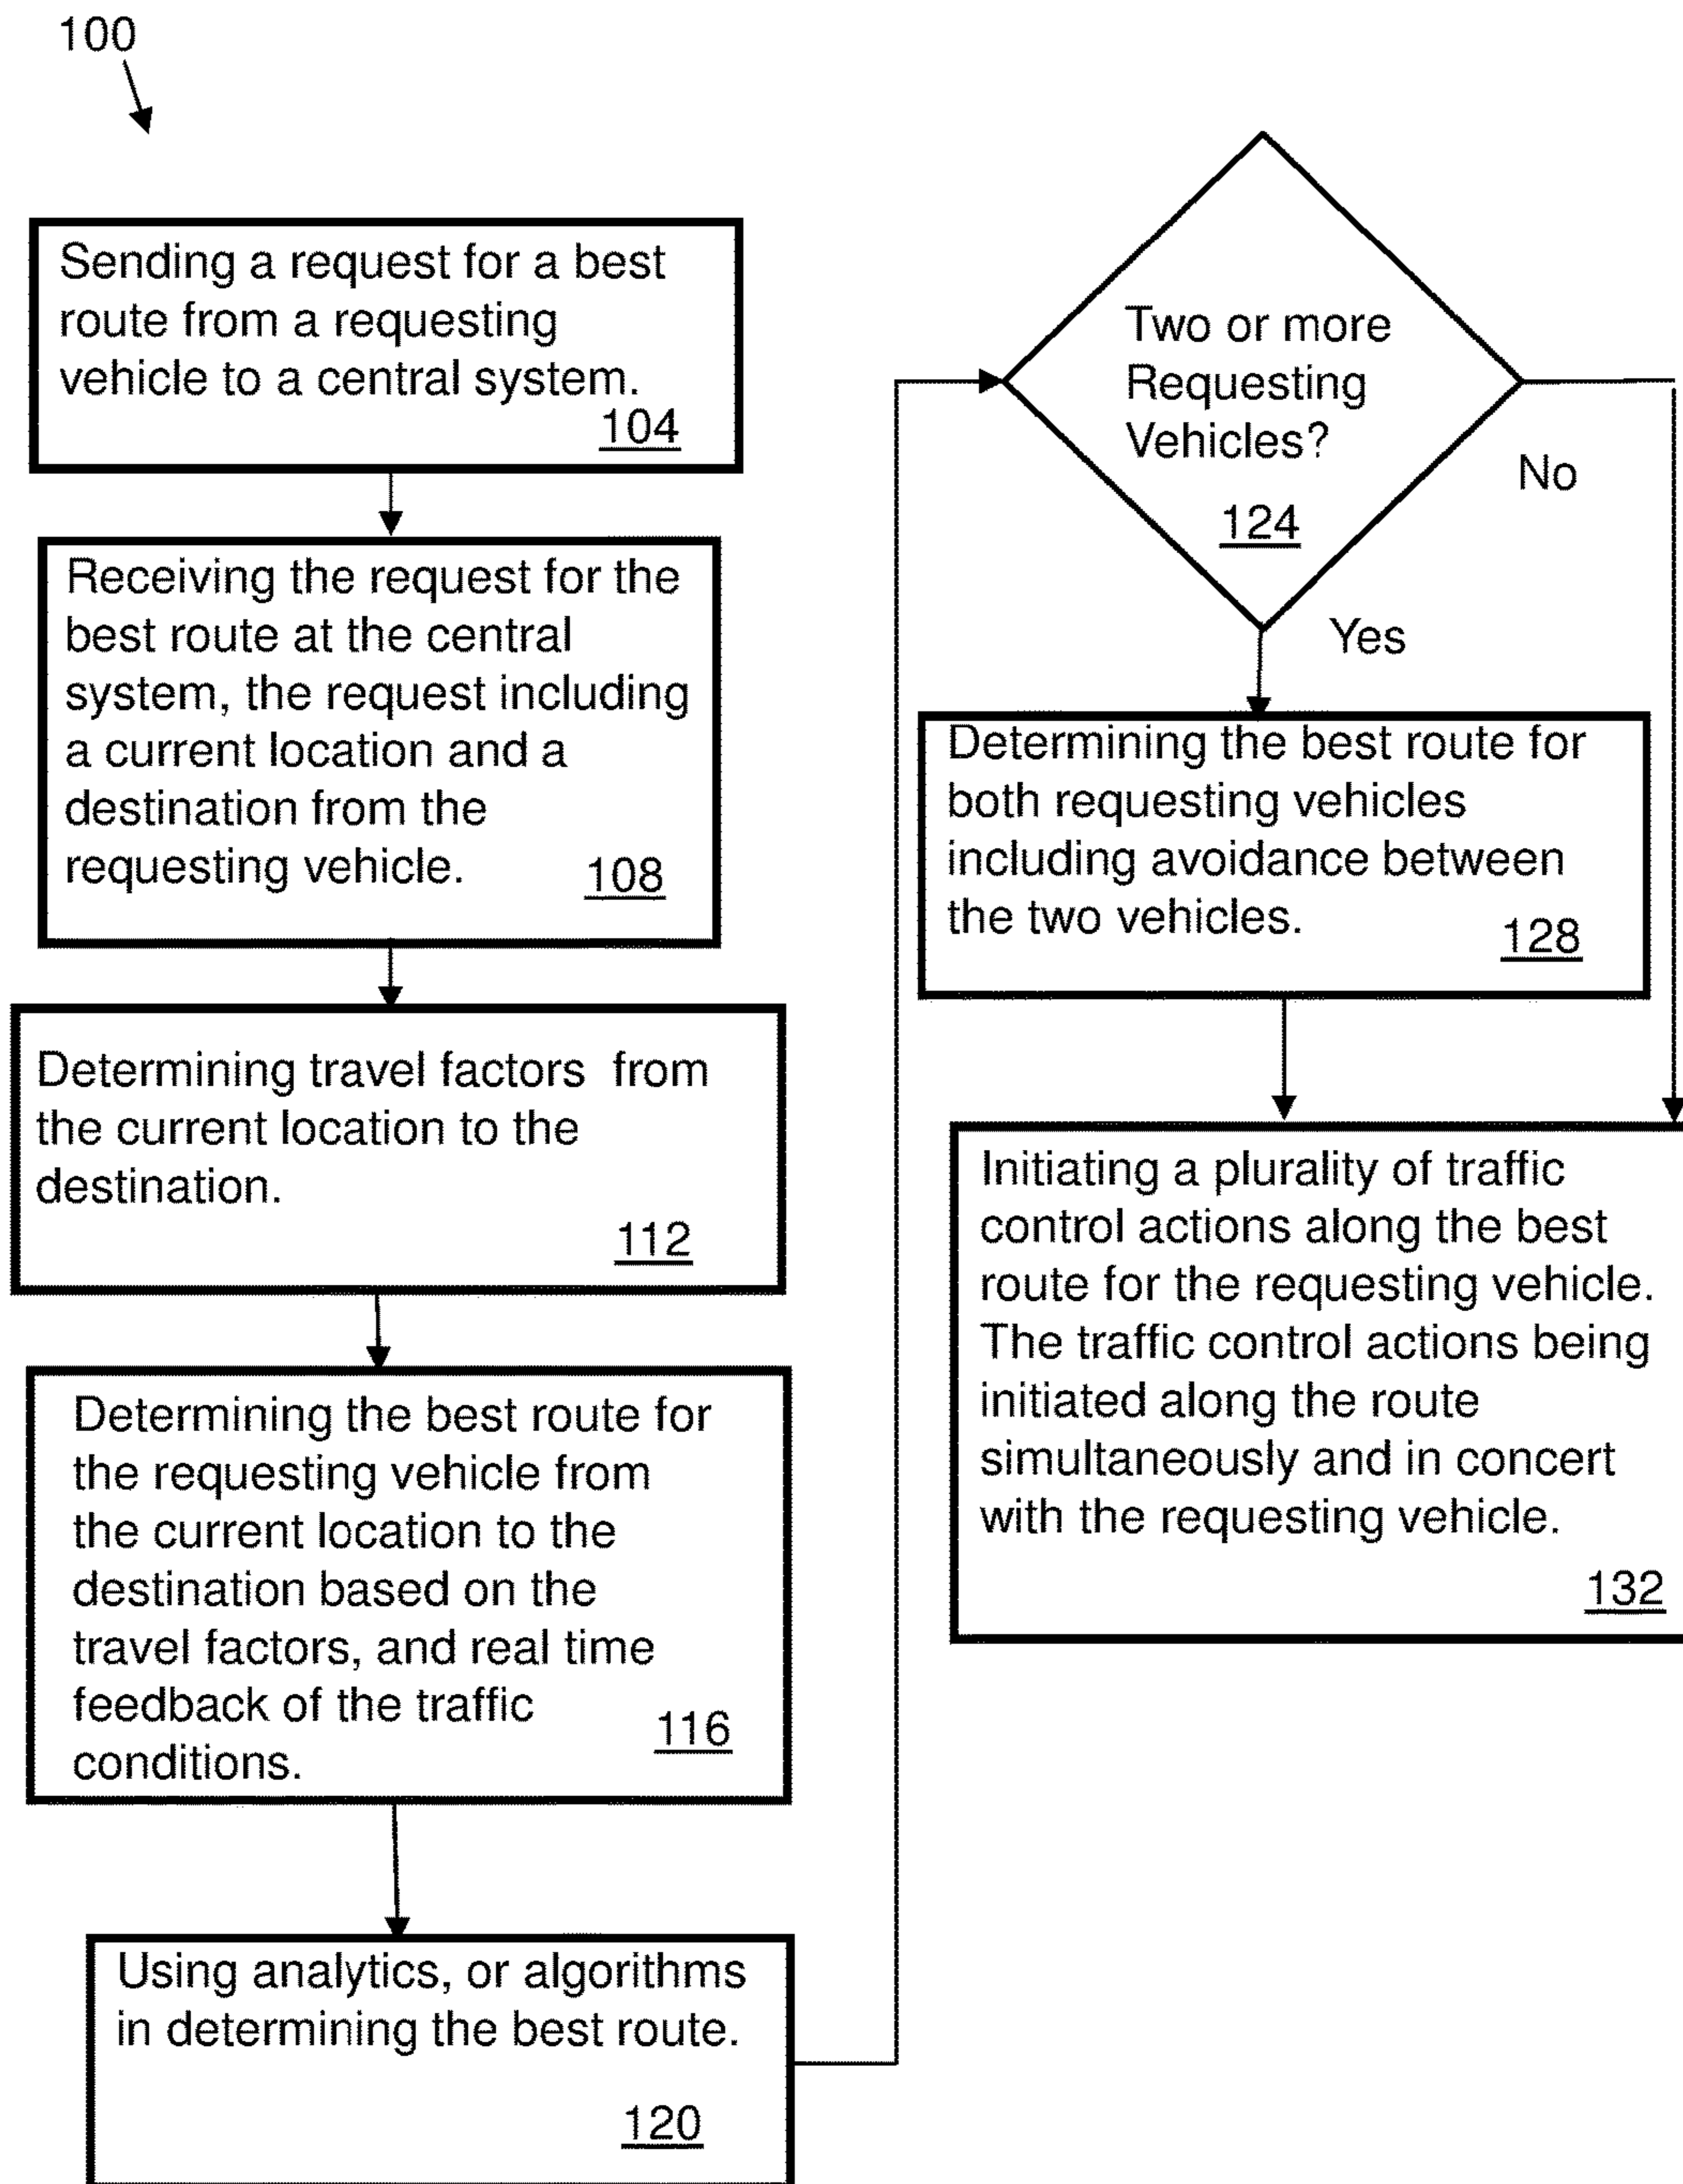 100
Sending a request for a best
route from a requesting
vehicle to a central system.
104
Receiving the request for the
best route at the central
system, the request including
a current location and a
destination from the
requesting vehicle.
108
Determining travel factors  from
the current location to the
destination.
112
Determining the best route for
the requesting vehicle from
the current location to the
destination based on the
travel factors, and real time
feedback of the traffic
conditions.
116
Using analytics, or algorithms
in determining the best route.
120
Two or more
Requesting
Vehicles?
124
No
Yes
Determining the best route for
both requesting vehicles
including avoidance between
the two vehicles.
128
Initiating a plurality of traffic
control actions along the best
route for the requesting vehicle.
The traffic control actions being
initiated along the route
simultaneously and in concert
with the requesting vehicle.
132